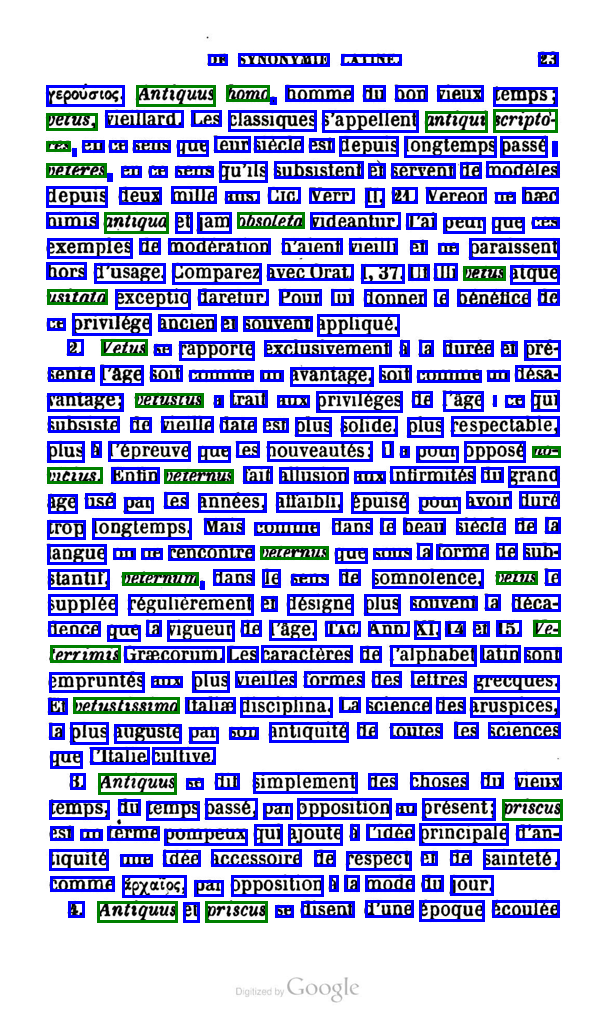 DE SYNONYMIE LATINE. 23
γερούσιος. Antiquus homo, homme du bon vieux temps;
vetus, vieillard. Les classiques s'appellent antiqui scripto-
res, en ce sens que leur siècle est depuis longtemps passé;
veteres, en ce sens qu'ils subsistent et servent de modèles
depuis deux mille ans. CIC. Verr. II, 21. Vereor ne hæc
nimis antiqua et jam obsoleta videantur. J'ai peur que ces
exemples de modération n'aient vieilli et ne paraissent
hors d'usage. Comparez avec Orat. I, 37. Ut illi vetus atque
usitata exceptio daretur. Pour lui donner le bénéfice de
ce privilége ancien et souvent appliqué.
2. Vetus se rapporte exclusivement à la durée et pré-
sente l'âge soit comme un avantage, soit comme un désa-
vantage; vetustus a trait aux priviléges de l'âge : ce qui
subsiste de vieille date est plus solide, plus respectable,
plus à l'épreuve que les nouveautés: Il a pour opposé no-
vicius. Enfin veternus fait allusion aux infirmités du grand
âge usé par les années, affaibli, épuisé pour avoir duré
trop longtemps. Mais comme dans le beau siècle de la
langue on ne rencontre veternus que sous la forme de sub-
stantif, veternum, dans le sens de somnolence, vetus le
supplée régulièrement et désigne plus souvent la déca-
dence que la vigueur de l'âge. TAC. Ann. XI, 14 et 15. Ve-
terrimis Græcorum. Les caractères de l'alphabet latin sont
empruntés aux plus vieilles formes des lettres grecques.
Et vetustissima Italiæ disciplina. La science des aruspices,
la plus auguste par son antiquité de toutes les sciences
que l'Italie cultive.
3. Antiquus se dit simplement des choses du vieux
temps, du temps passé, par opposition au présent; priscus
est un terme pompeux qui ajoute à l'idée principale d'an-
tiquité une idée accessoire de respect et de sainteté,
comme ἀρχαῖος, par opposition à la mode du jour.
4. Antiquus et priscus se disent d'une époque écoulée
Digitized by Google